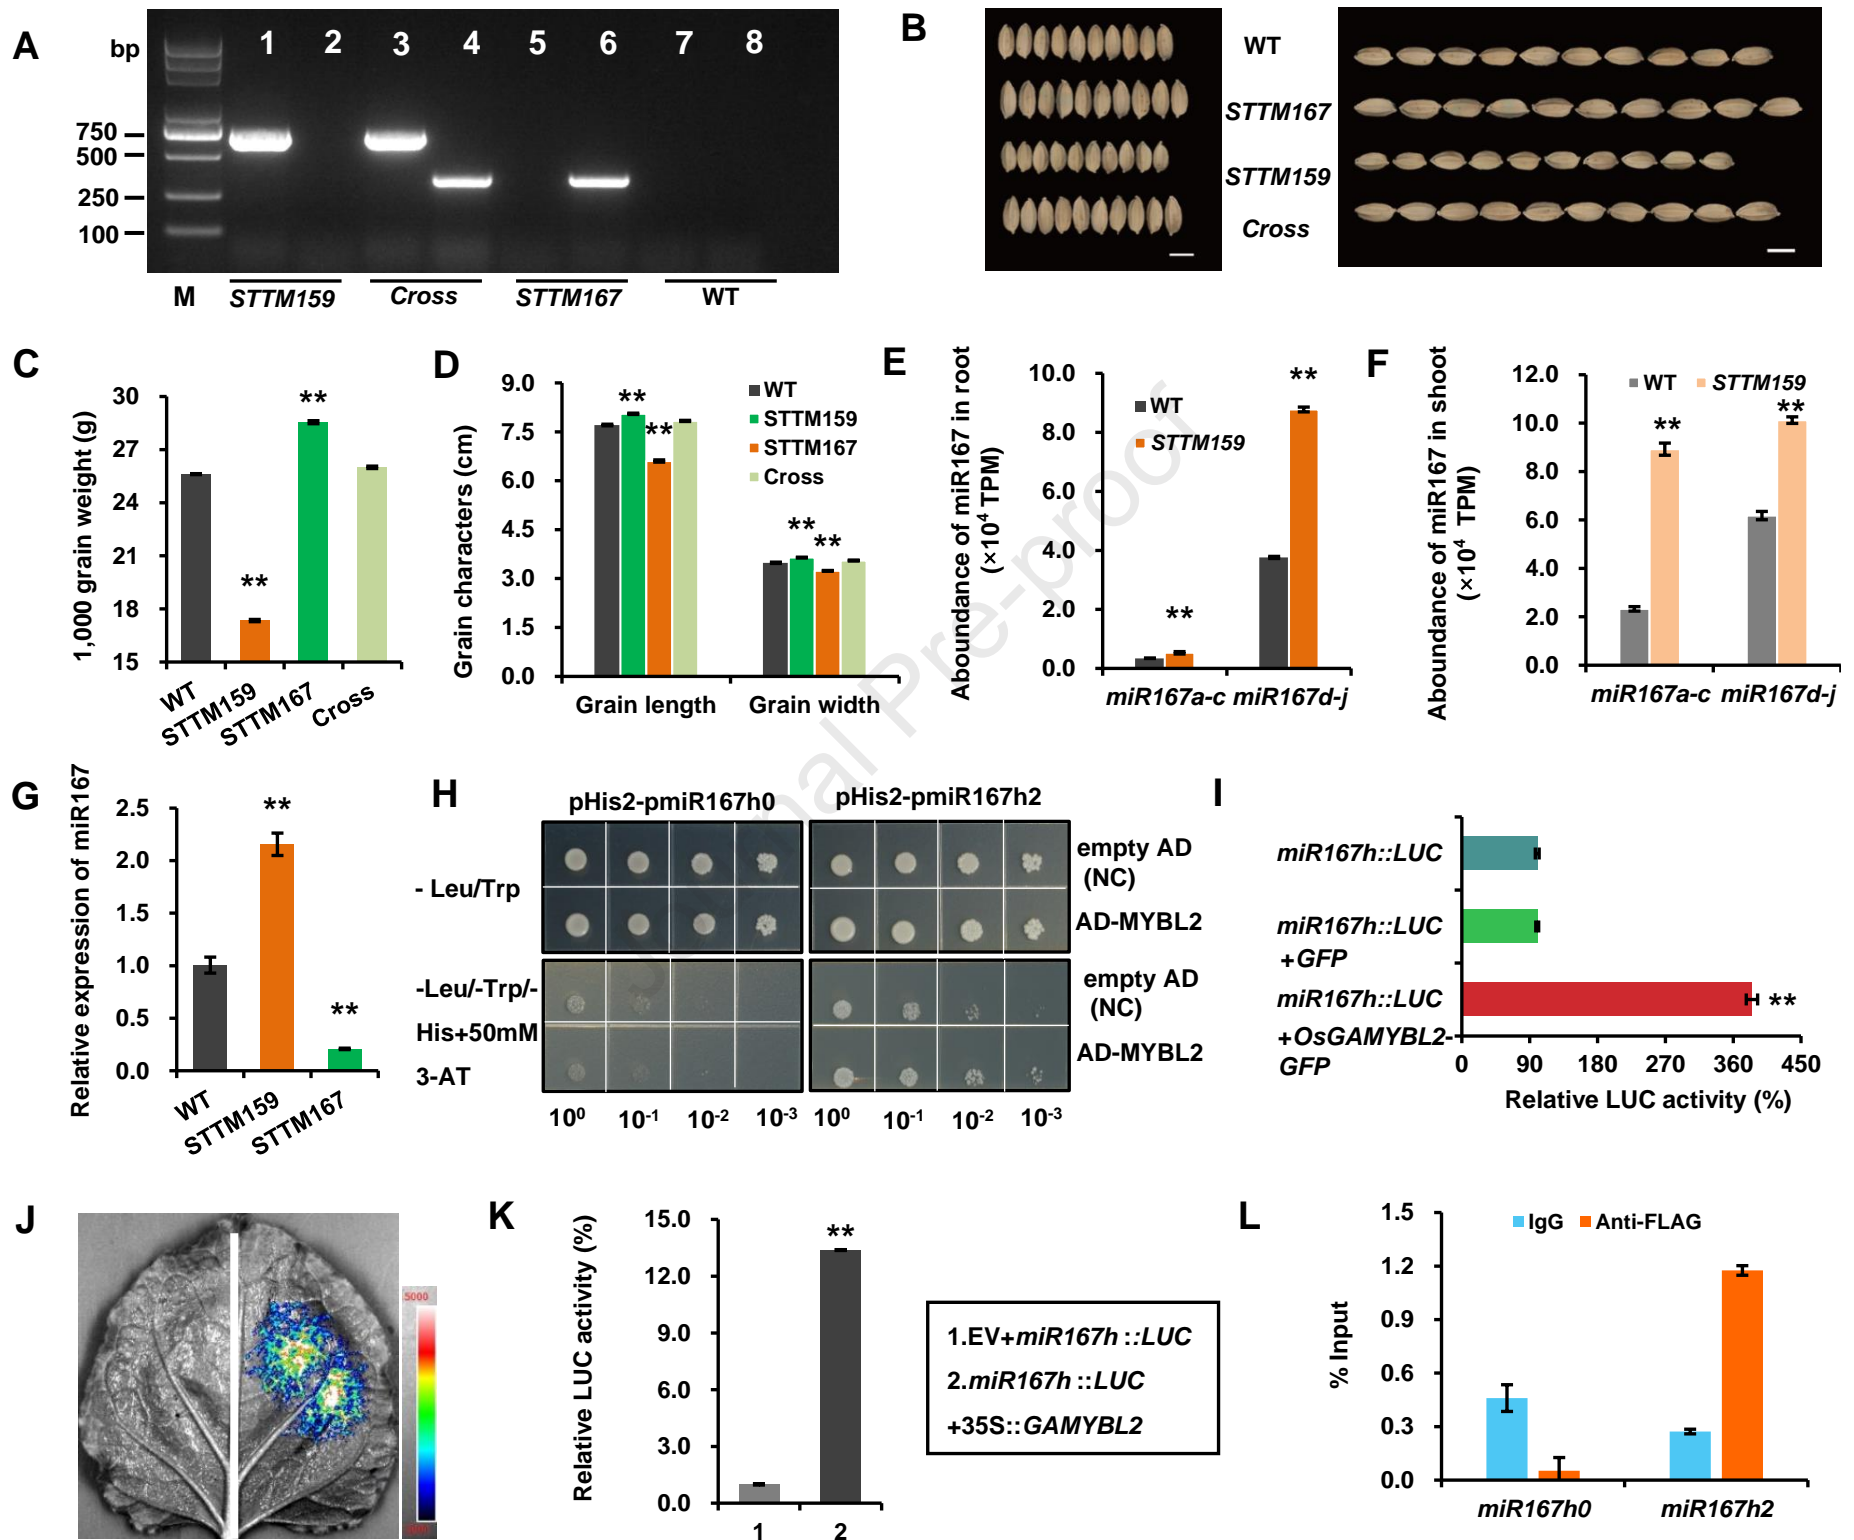 A
bp
1 2 3 4 5 6 7 8
750
500
250
100
M STTM159 Cross STTM167 WT
B
WT
STTM167
STTM159
Cross
C
1,000 grain weight (g)
30
27
24
21
18
15
**
**
WT STTM159 STTM167 Cross
D
Grain characters (cm)
9.0
7.5
6.0
4.5
3.0
1.5
0.0
WT
STTM159
STTM167
Cross
**
**
**
**
Grain length Grain width
E
Aboundance of miR167 in root
(×10⁴ TPM)
10.0
8.0
6.0
4.0
2.0
0.0
WT
STTM159
**
**
miR167a-c miR167d-j
F
Aboundance of miR167 in shoot
(×10⁴ TPM)
12.0
10.0
8.0
6.0
4.0
2.0
0.0
WT STTM159
**
**
miR167a-c miR167d-j
G
Relative expression of miR167
2.5
2.0
1.5
1.0
0.5
0.0
**
**
WT STTM159 STTM167
H
pHis2-pmiR167h0 pHis2-pmiR167h2
- Leu/Trp
empty AD
(NC)
AD-MYBL2
-Leu/-Trp/-
His+50mM
3-AT
empty AD
(NC)
AD-MYBL2
10⁰ 10⁻¹ 10⁻² 10⁻³ 10⁰ 10⁻¹ 10⁻² 10⁻³
I
miR167h::LUC
miR167h::LUC
+GFP
miR167h::LUC
+OsGAMYBL2-
GFP
**
0 90 180 270 360 450
Relative LUC activity (%)
J
5000
K
Relative LUC activity (%)
15.0
12.0
9.0
6.0
3.0
0.0
**
1 2
1.EV+miR167h::LUC
2.miR167h::LUC
+35S::GAMYBL2
L
% Input
1.5
1.2
0.9
0.6
0.3
0.0
IgG Anti-FLAG
miR167h0 miR167h2
Journal Pre-proof